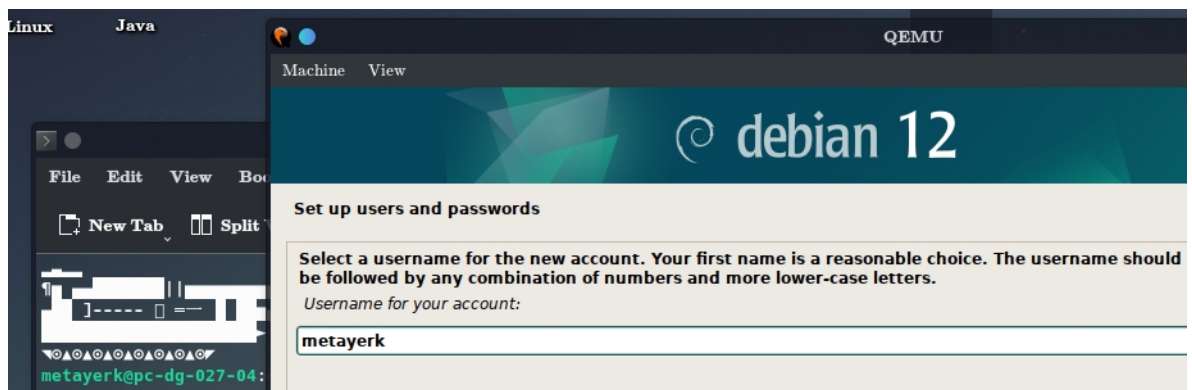 Linux
Java
QEMU
Machine View
debian 12
File Edit View Boo
New Tab Split V
Set up users and passwords
Select a username for the new account. Your first name is a reasonable choice. The username should
be followed by any combination of numbers and more lower-case letters.
Username for your account:
metayerk
metayerk@pc-dg-027-04: